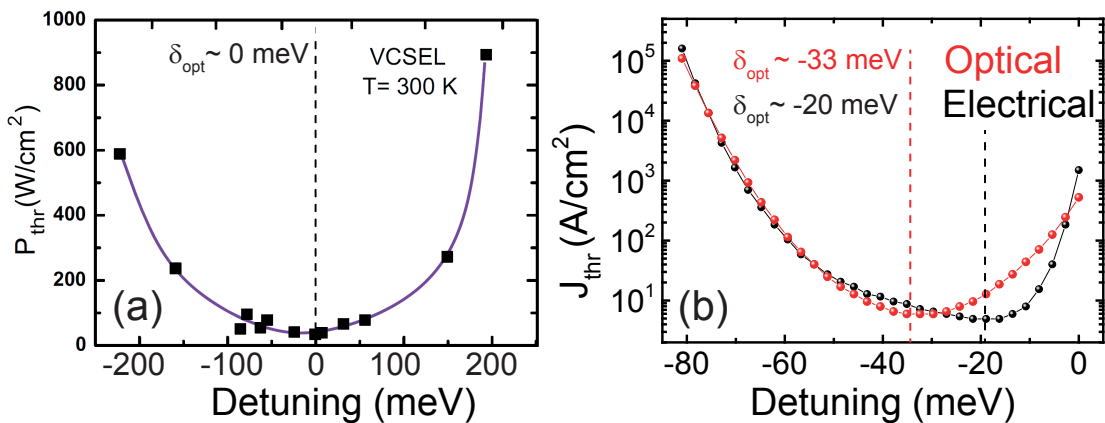 1000
800
600
400
200
0
P_thr (W/cm²)
δ_opt ~ 0 meV
VCSEL
T= 300 K
(a)
-200 -100 0 100 200
Detuning (meV)
10⁵
10⁴
10³
10²
10¹
J_thr (A/cm²)
δ_opt ~ -33 meV Optical
δ_opt ~ -20 meV Electrical
(b)
-80 -60 -40 -20 0
Detuning (meV)